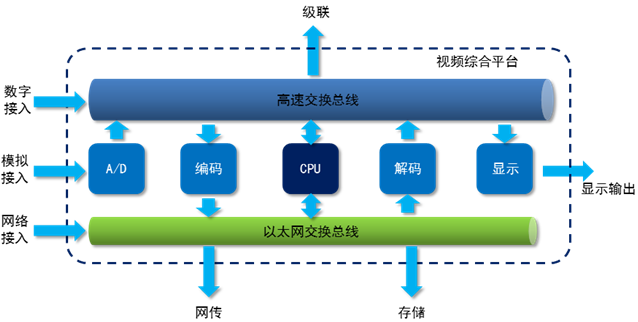 级联
视频综合平台
数字
接入
高速交换总线
模拟
接入
A/D
编码
CPU
解码
显示
显示输出
网络
接入
以太网交换总线
网传
存储